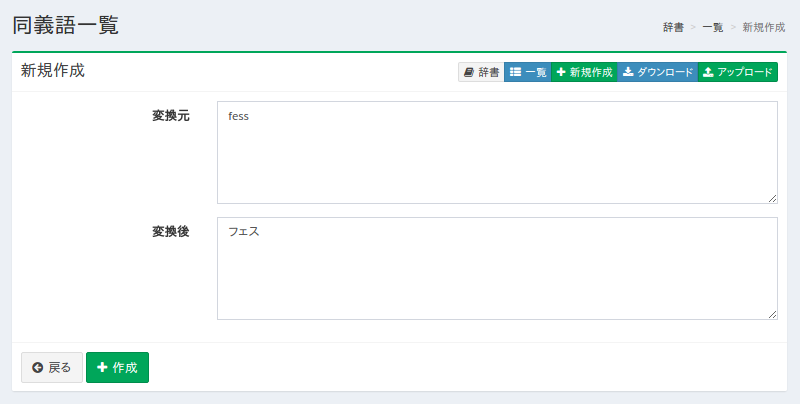 同義語一覧
辞書 > 一覧 > 新規作成
新規作成
辞書 一覧 新規作成 ダウンロード アップロード
変換元 fess
変換後 フェス
戻る 作成